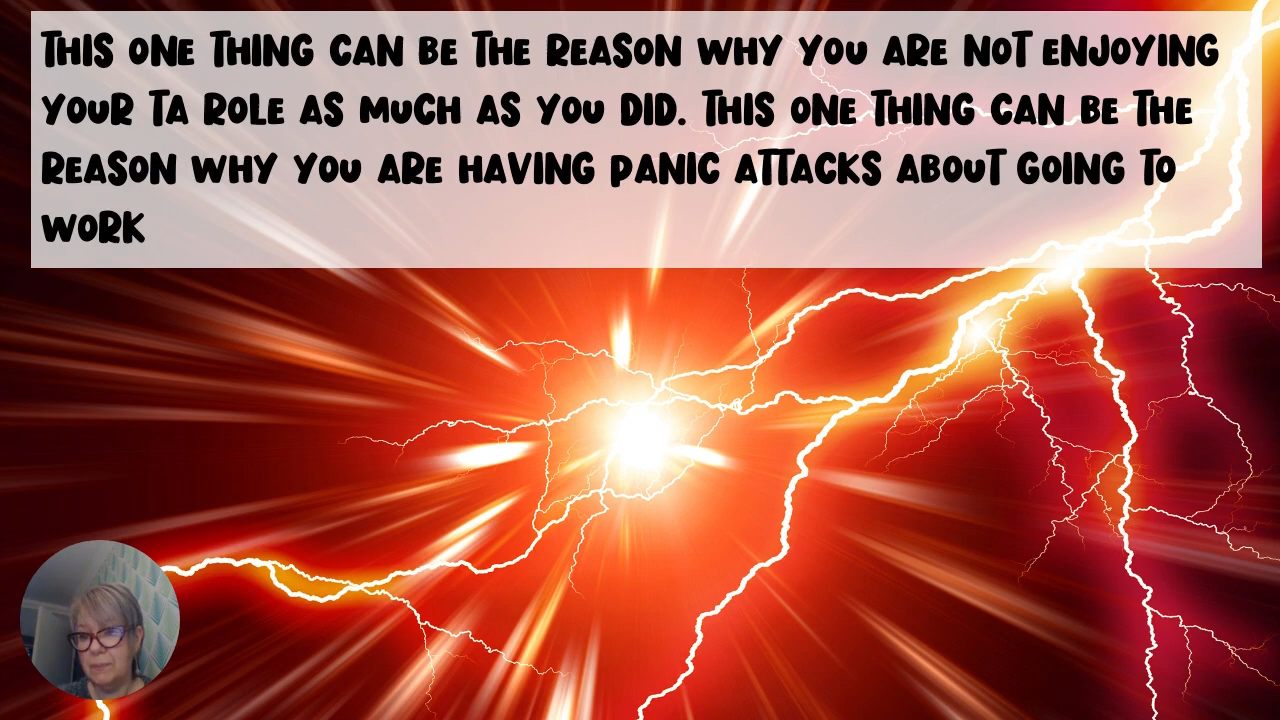 THIS ONE THING CAN BE THE REASON WHY YOU ARE NOT ENJOYING
YOUR TA ROLE AS MUCH AS YOU DID. THIS ONE THING CAN BE THE
REASON WHY YOU ARE HAVING PANIC ATTACKS ABOUT GOING TO
WORK